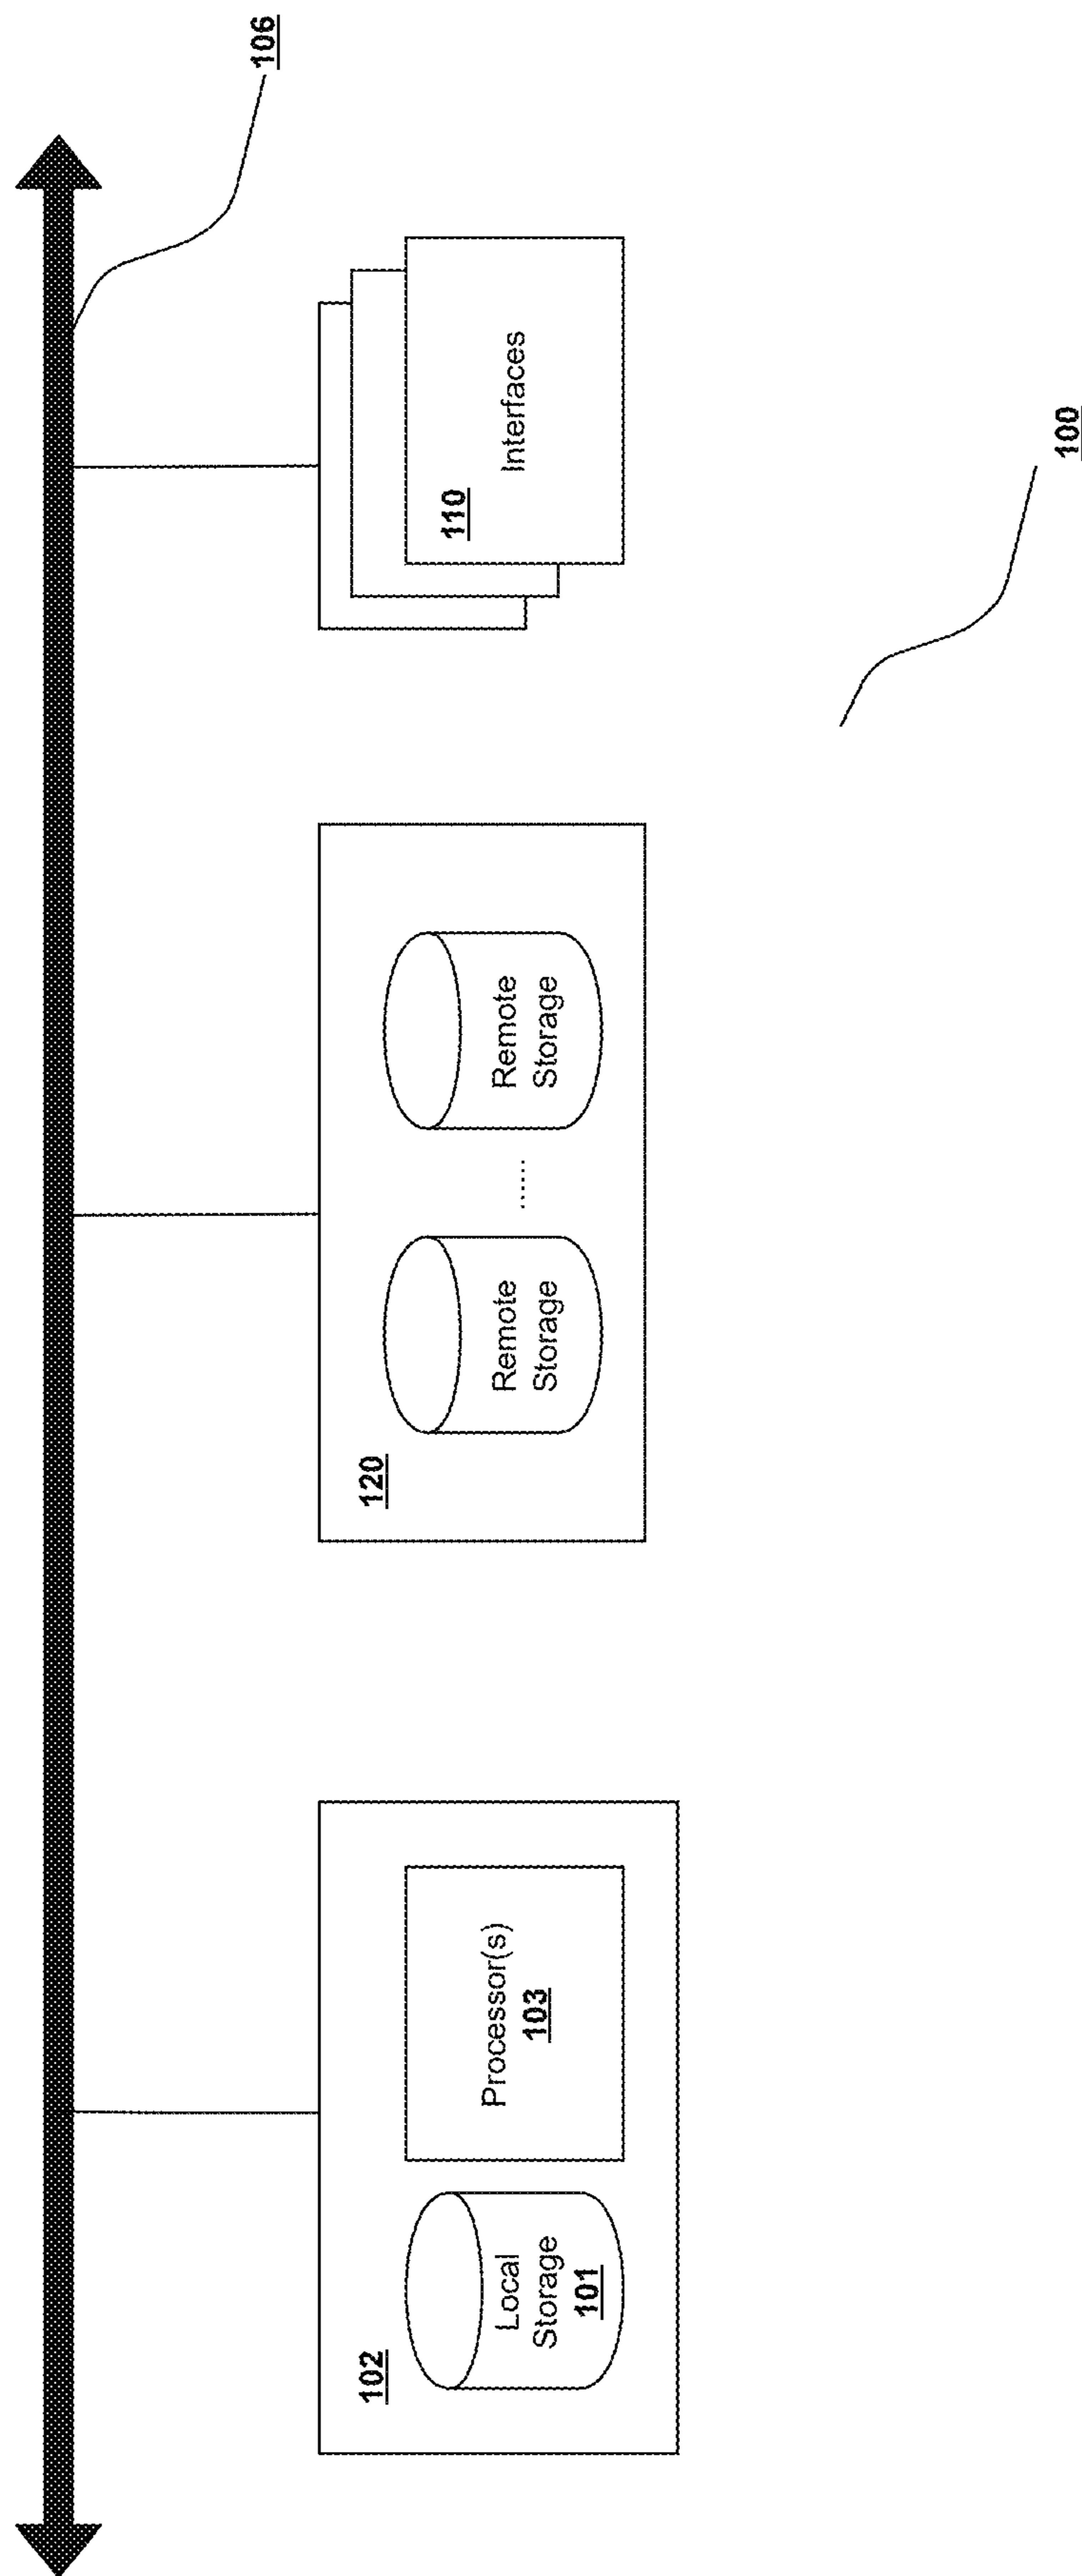 106
102
Local
Storage
101
Processor(s)
103
120
Remote
Storage
......
Remote
Storage
110
Interfaces
100